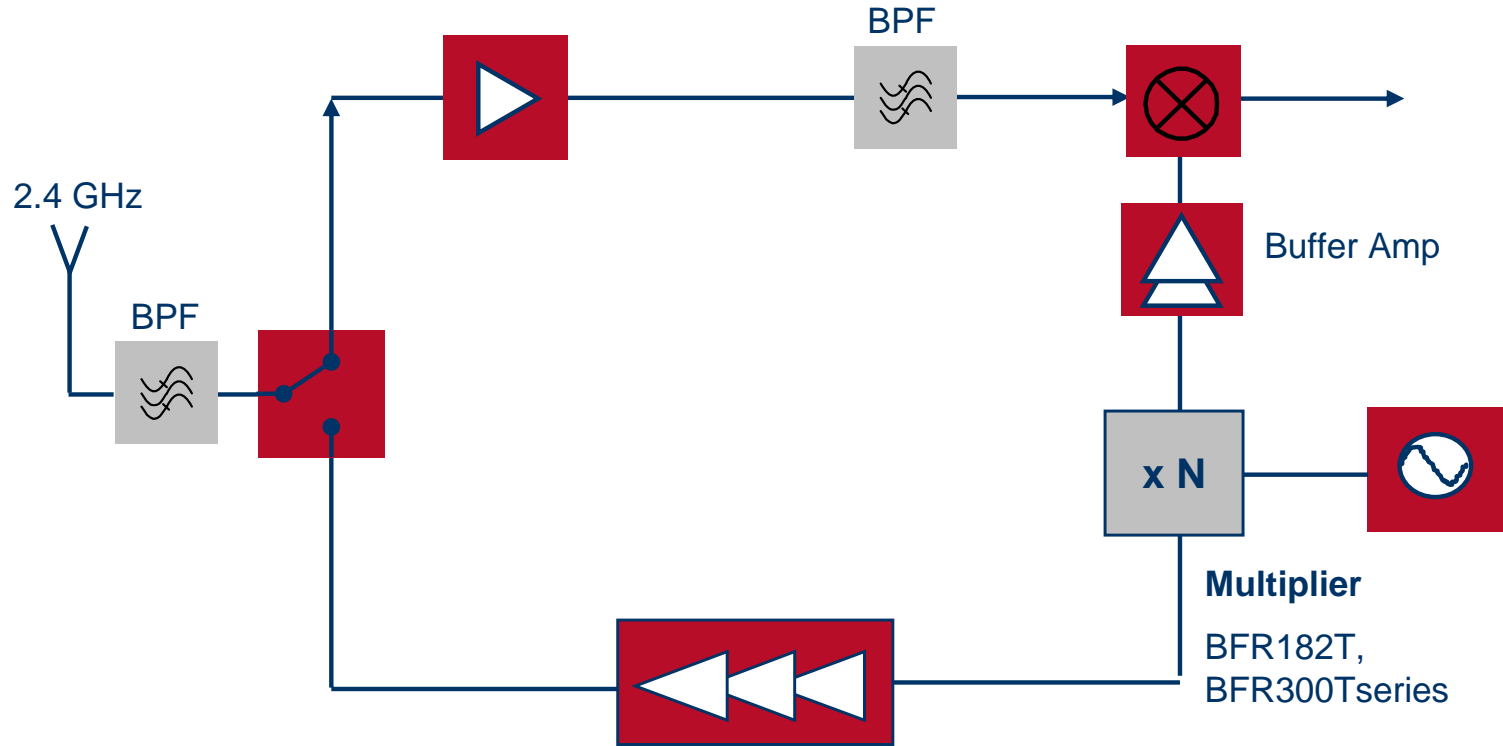 BPF
2.4 GHz
Buffer Amp
BPF
x N
Multiplier
BFR182T,
BFR300Tseries